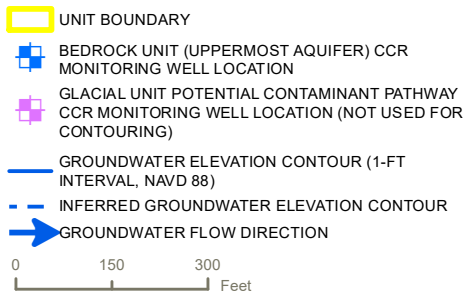 UNIT BOUNDARY
BEDROCK UNIT (UPPERMOST AQUIFER) CCR
MONITORING WELL LOCATION
GLACIAL UNIT POTENTIAL CONTAMINANT PATHWAY
CCR MONITORING WELL LOCATION (NOT USED FOR
CONTOURING)
GROUNDWATER ELEVATION CONTOUR (1-FT
INTERVAL, NAVD 88)
INFERRED GROUNDWATER ELEVATION CONTOUR
GROUNDWATER FLOW DIRECTION
0 150 300
Feet